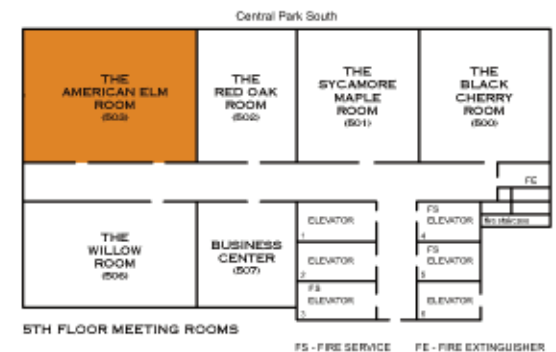 Central Park South
THE
AMERICAN ELM
ROOM
(503)
THE
RED OAK
ROOM
(502)
THE
SYCAMORE
MAPLE
ROOM
(501)
THE
BLACK
CHERRY
ROOM
(500)
FE
fire staircase
THE
WILLOW
ROOM
(506)
BUSINESS
CENTER
(507)
ELEVATOR
1
ELEVATOR
2
FS
ELEVATOR
3
FS
ELEVATOR
4
FS
ELEVATOR
5
ELEVATOR
6
5TH FLOOR MEETING ROOMS
FS - FIRE SERVICE
FE - FIRE EXTINGUISHER